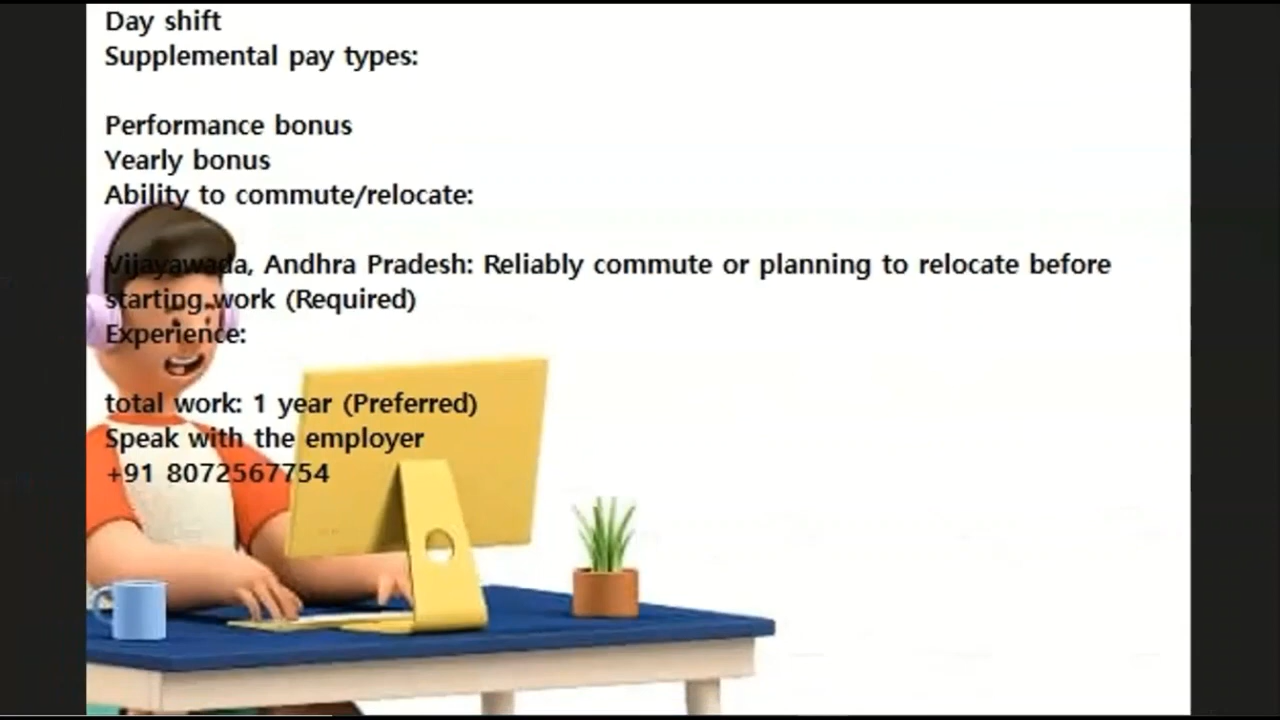 Day shift
Supplemental pay types:
Performance bonus
Yearly bonus
Ability to commute/relocate:
Vijayawada, Andhra Pradesh: Reliably commute or planning to relocate before
starting work (Required)
Experience:
total work: 1 year (Preferred)
Speak with the employer
+91 8072567754